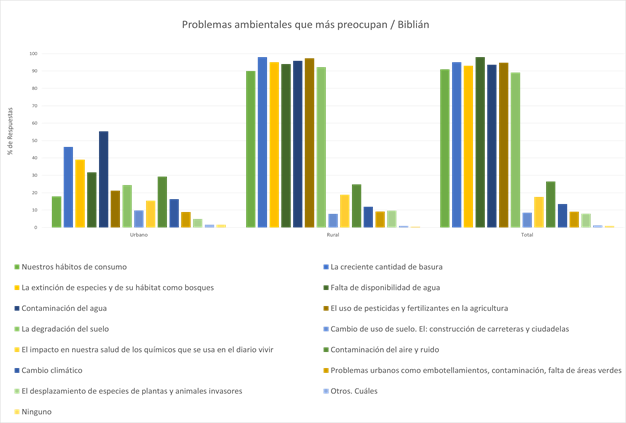 Problemas ambientales que más preocupan / Biblián
% de Respuestas
100
90
80
70
60
50
40
30
20
10
0
Urbano Rural Total
Nuestros hábitos de consumo La creciente cantidad de basura
La extinción de especies y de su hábitat como bosques Falta de disponibilidad de agua
Contaminación del agua El uso de pesticidas y fertilizantes en la agricultura
La degradación del suelo Cambio de uso de suelo. El: construcción de carreteras y ciudadelas
El impacto en nuestra salud de los químicos que se usa en el diario vivir Contaminación del aire y ruido
Cambio climático Problemas urbanos como embotellamientos, contaminación, falta de áreas verdes
El desplazamiento de especies de plantas y animales invasores Otros. Cuáles
Ninguno